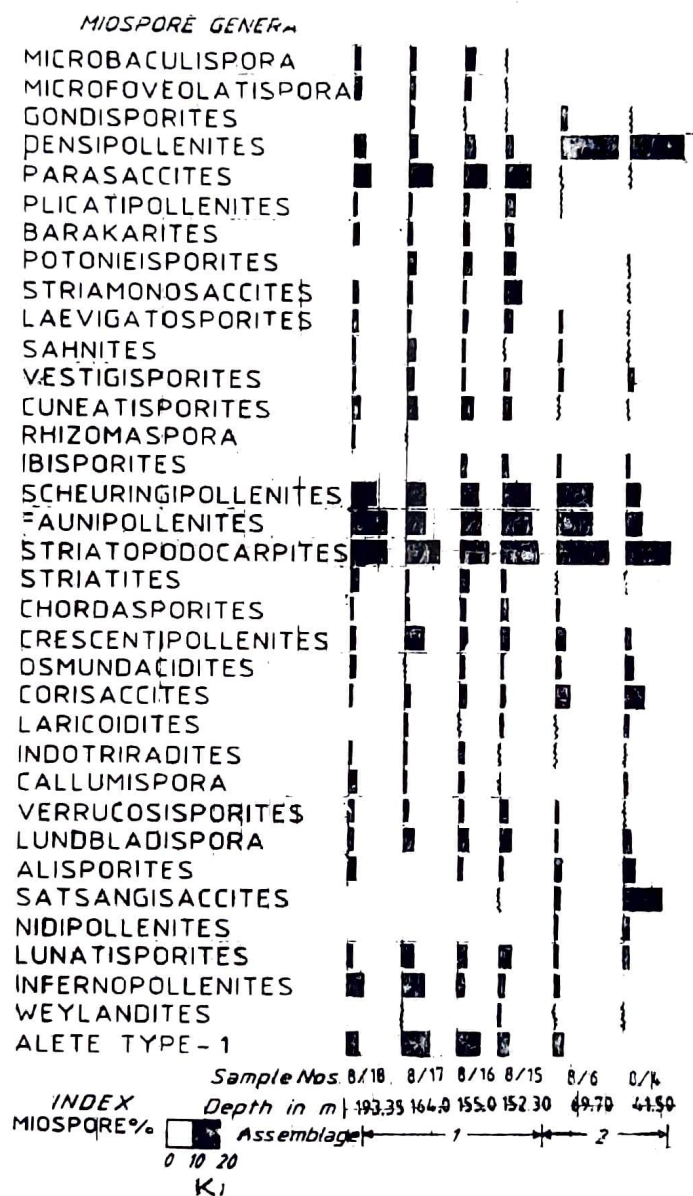 MIOSPORE GENERA
MICROBACULISPORA
MICROFOVEOLATISPORA
GONDISPORITES
DENSIPOLLENITES
PARASACCITES
PLICATIPOLLENITES
BARAKARITES
POTONIEISPORITES
STRIAMONOSACCITES
LAEVIGATOSPORITES
SAHNITES
VESTIGISPORITES
CUNEATISPORITES
RHIZOMASPORA
IBISPORITES
SCHEURINGIPOLLENITES
FAUNIPOLLENITES
STRIATOPODOCARPITES
STRIATITES
CHORDASPORITES
CRESCENTIPOLLENITES
OSMUNDACIDITES
CORISACCITES
LARICOIDITES
INDOTRIRADITES
CALLUMISPORA
VERRUCOSISPORITES
LUNDBLADISPORA
ALISPORITES
SATSANGISACCITES
NIDIPOLLENITES
LUNATISPORITES
INFERNOPOLLENITES
WEYLANDITES
ALETE TYPE-1
Sample Nos. 8/18 8/17 8/16 8/15 8/6 8/4
INDEX Depth in m 193.35 164.0 155.0 152.30 69.70 41.50
MIOSPORE% Assemblage 1 2
0 10 20